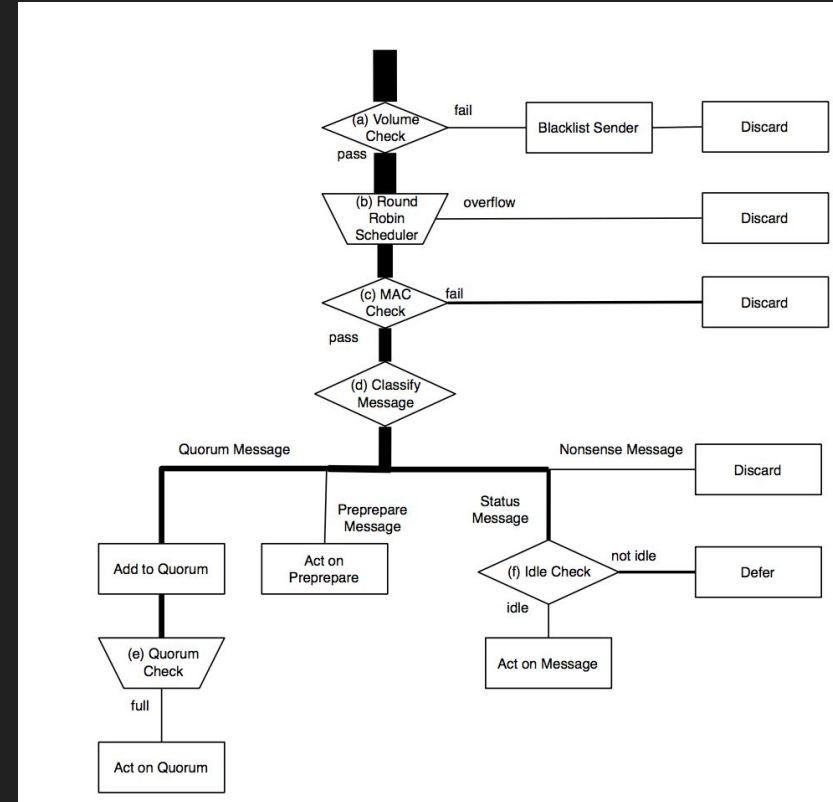 fail
(a) Volume
Check
Blacklist Sender
Discard
pass
(b) Round
Robin
Scheduler
overflow
Discard
(c) MAC
Check
fail
Discard
pass
(d) Classify
Message
Quorum Message
Nonsense Message
Discard
Preprepare
Message
Status
Message
Add to Quorum
Act on
Preprepare
(f) Idle Check
not idle
Defer
idle
(e) Quorum
Check
Act on Message
full
Act on Quorum